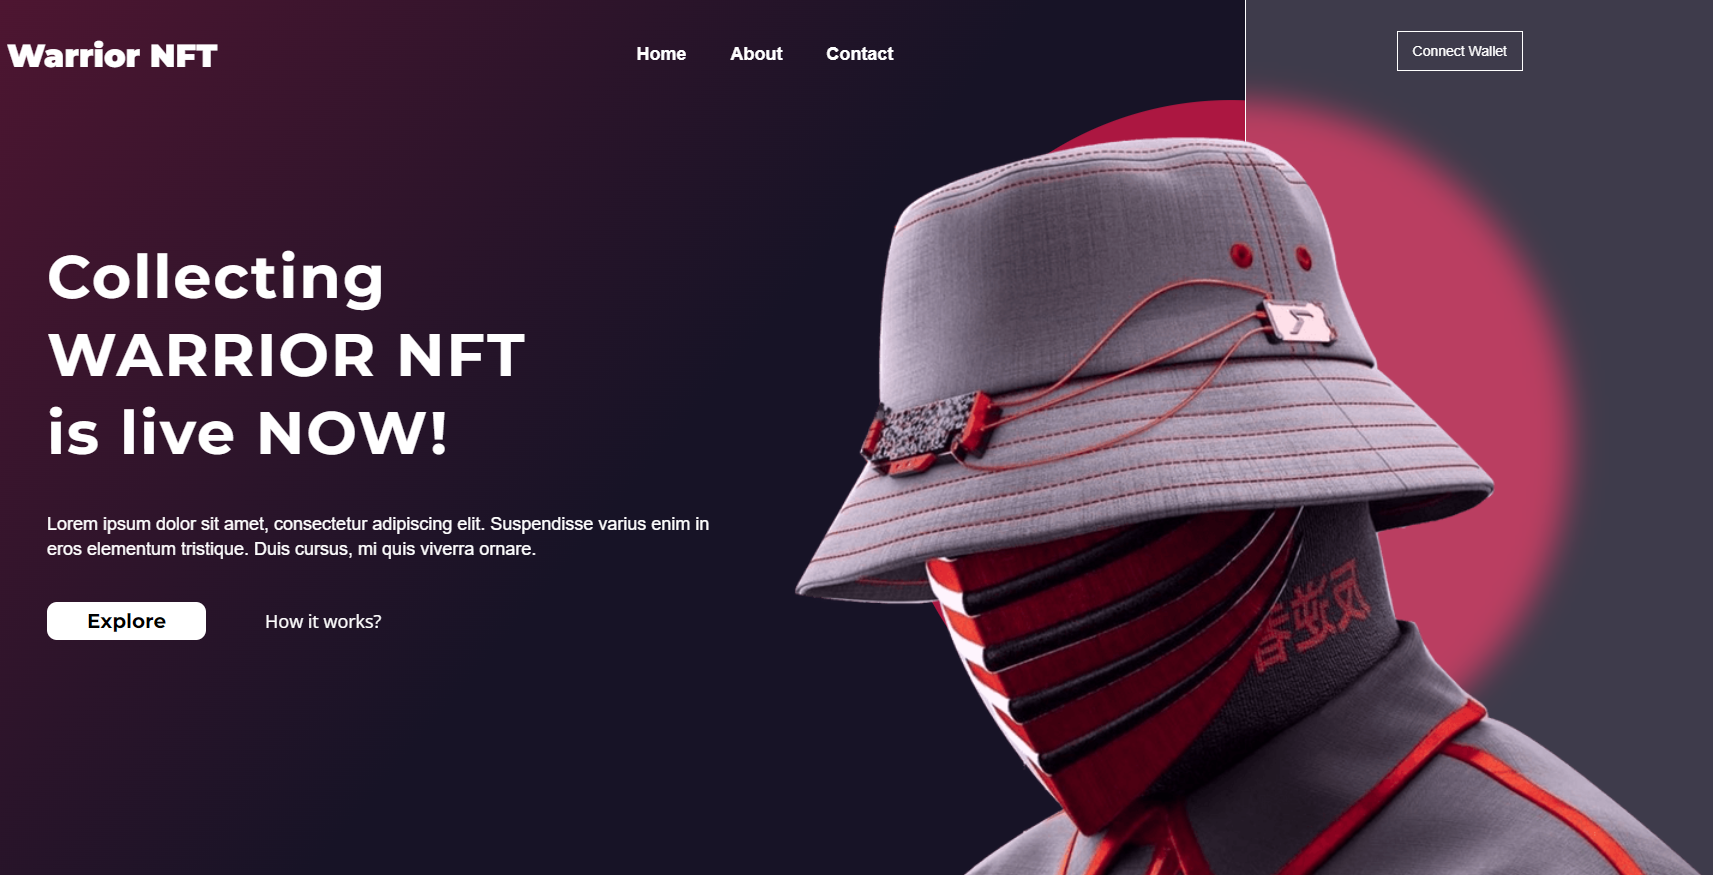 Warrior NFT
Home About Contact
Connect Wallet
Collecting
WARRIOR NFT
is live NOW!
Lorem ipsum dolor sit amet, consectetur adipiscing elit. Suspendisse varius enim in
eros elementum tristique. Duis cursus, mi quis viverra ornare.
Explore How it works?